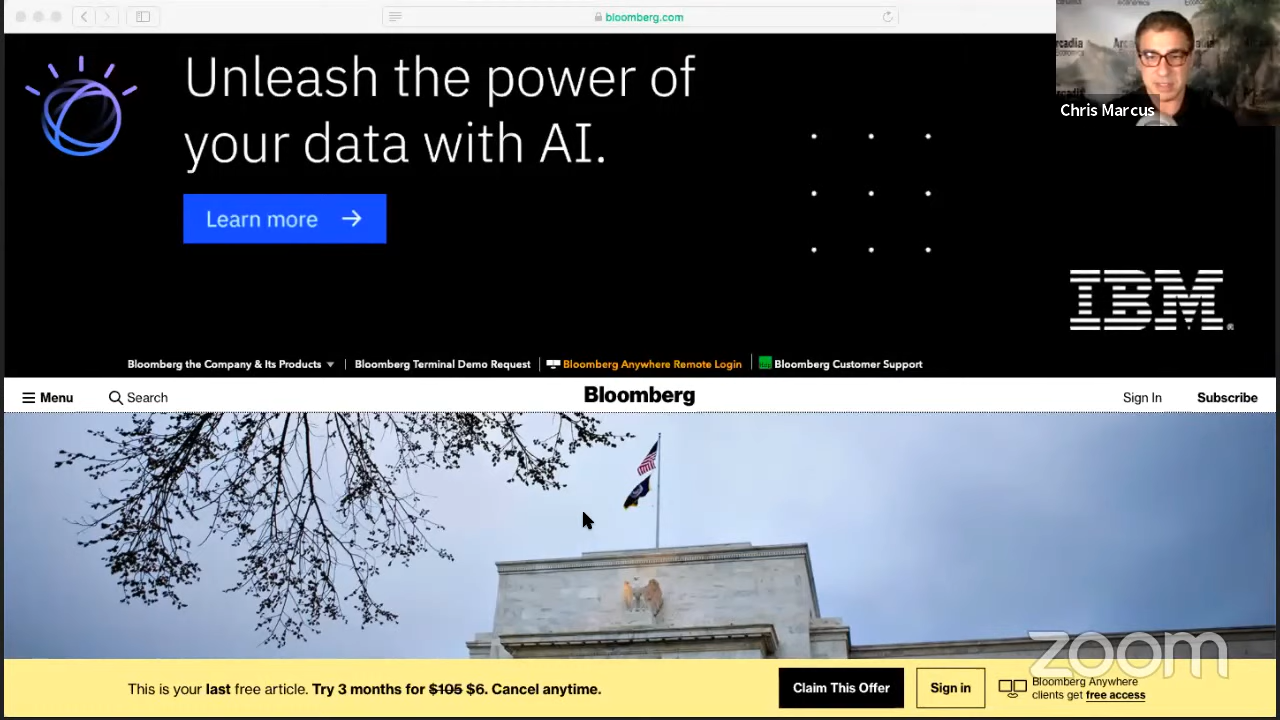 bloomberg.com
Unleash the power of
your data with AI.
Learn more
IBM
Arcadia
Chris Marcus
Bloomberg the Company & Its Products
Bloomberg Terminal Demo Request
Bloomberg Anywhere Remote Login
Bloomberg Customer Support
Menu
Search
Bloomberg
Sign In
Subscribe
This is your last free article. Try 3 months for $105 $6. Cancel anytime.
Claim This Offer
Sign in
Bloomberg Anywhere
clients get free access
zoom